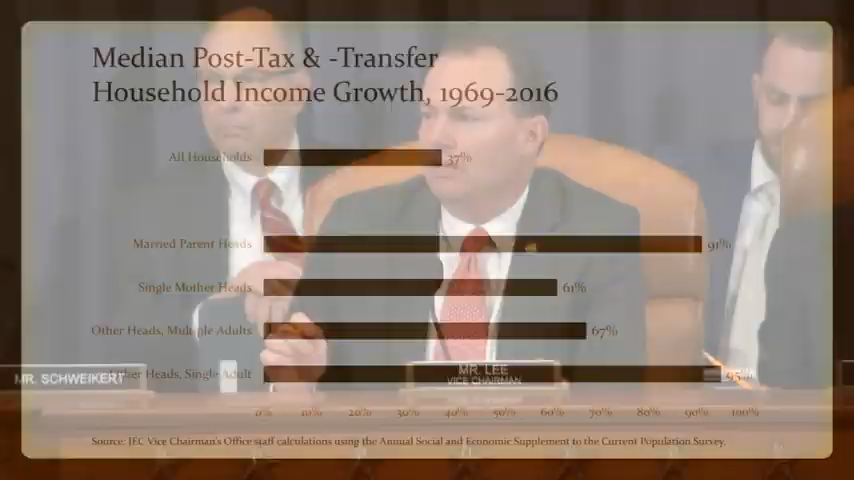 Median Post-Tax & -Transfer
Household Income Growth, 1969-2016
All Households 37%
Married Parent Heads 91%
Single Mother Heads 61%
Other Heads, Multiple Adults 67%
Other Heads, Single Adult 95%
MR. SCHWEIKERT
MR. LEE
VICE CHAIRMAN
0% 10% 20% 30% 40% 50% 60% 70% 80% 90% 100%
Source: JEC Vice Chairman's Office staff calculations using the Annual Social and Economic Supplement to the Current Population Survey.